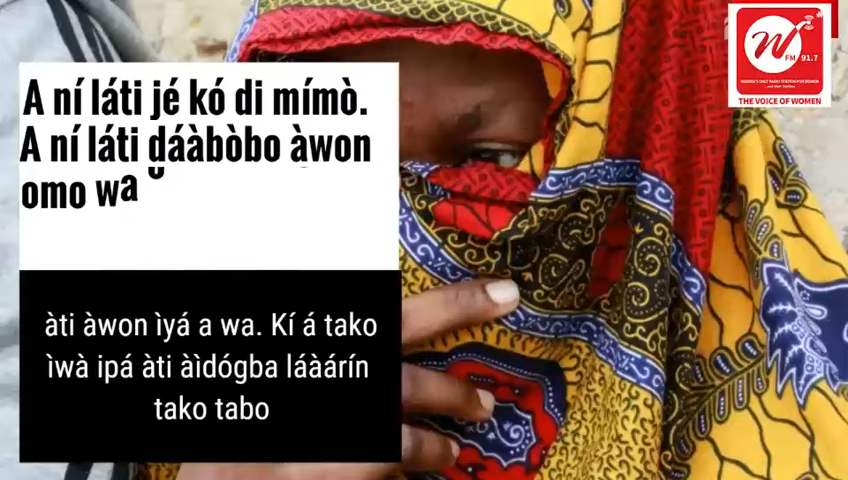 A ní láti jé kó di mímò.
A ní láti dáàbòbo àwon
omo wa
àti àwon ìyá a wa. Kí á tako
ìwà ipá àti àìdógba láàárín
tako tabo
W
FM 91.7
THE VOICE OF WOMEN